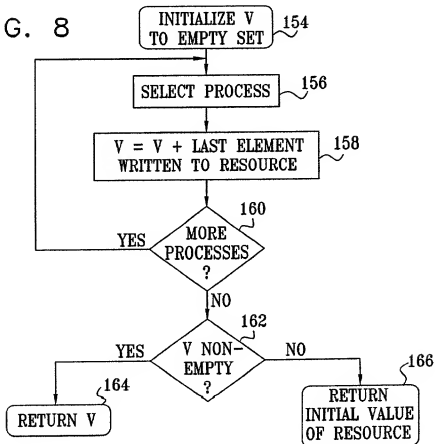 G. 8
INITIALIZE V
TO EMPTY SET
154
SELECT PROCESS
156
V = V + LAST ELEMENT
WRITTEN TO RESOURCE
158
160
YES
MORE
PROCESSES
?
NO
162
YES
V NON-
EMPTY
?
NO
164
RETURN V
166
RETURN
INITIAL VALUE
OF RESOURCE